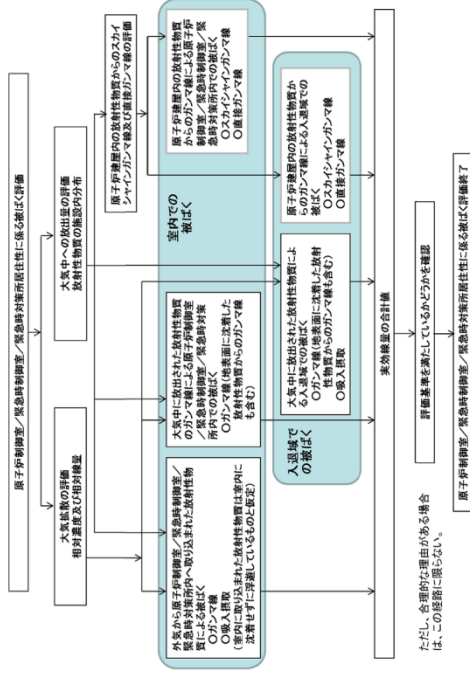 原子炉制御室／緊急時制御室／緊急時対策所居住性に係る被ばく評価
大気拡散の評価
相対濃度及び相対線量
大気中への放出量の評価
放射性物質の施設内分布
原子炉建屋内の放射性物質からのスカイ
シャインガンマ線及び直接ガンマ線の評価
室内での
被ばく
外気から原子炉制御室／緊急時制御室／
緊急時対策所内へ取り込まれた放射性物
質による被ばく
○ガンマ線
○吸入摂取
(室内に取り込まれた放射性物質は室内に
沈着せずに浮遊しているものと仮定)
大気中に放出された放射性物質
のガンマ線による原子炉制御室
／緊急時制御室／緊急時対策
所内での被ばく
○ガンマ線(地表面に沈着した
放射性物質からのガンマ線
も含む)
原子炉建屋内の放射性物質
からのガンマ線による原子炉
制御室／緊急時制御室／緊
急時対策所内での被ばく
○スカイシャインガンマ線
○直接ガンマ線
入退域で
の被ばく
大気中に放出された放射性物質によ
る入退域での被ばく
○ガンマ線(地表面に沈着した放射
性物質からのガンマ線も含む)
○吸入摂取
原子炉建屋内の放射性物質か
らのガンマ線による入退域での
被ばく
○スカイシャインガンマ線
○直接ガンマ線
実効線量の合計値
評価基準を満たしているかどうかを確認
ただし、合理的な理由がある場合
は、この経路に限らない。
原子炉制御室／緊急時制御室／緊急時対策所居住性に係る被ばく評価終了